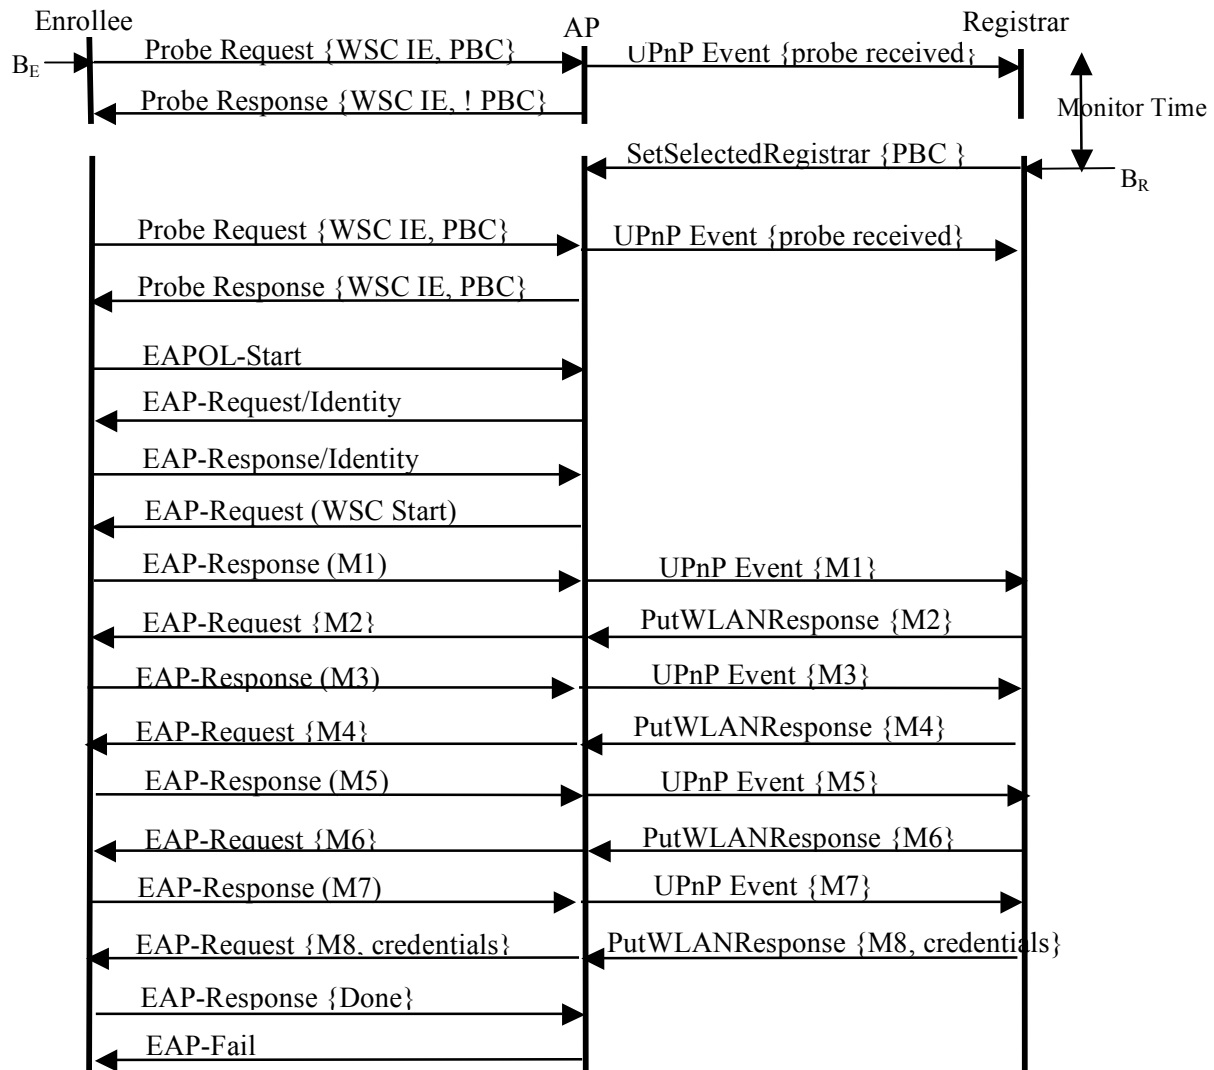 Enrollee
AP
Registrar
B_E
Probe Request {WSC IE, PBC}
UPnP Event {probe received}
Probe Response {WSC IE, ! PBC}
Monitor Time
SetSelectedRegistrar {PBC }
B_R
Probe Request {WSC IE, PBC}
UPnP Event {probe received}
Probe Response {WSC IE, PBC}
EAPOL-Start
EAP-Request/Identity
EAP-Response/Identity
EAP-Request (WSC Start)
EAP-Response (M1)
UPnP Event {M1}
EAP-Request {M2}
PutWLANResponse {M2}
EAP-Response (M3)
UPnP Event {M3}
EAP-Request {M4}
PutWLANResponse {M4}
EAP-Response (M5)
UPnP Event {M5}
EAP-Request {M6}
PutWLANResponse {M6}
EAP-Response (M7)
UPnP Event {M7}
EAP-Request {M8, credentials}
PutWLANResponse {M8, credentials}
EAP-Response {Done}
EAP-Fail